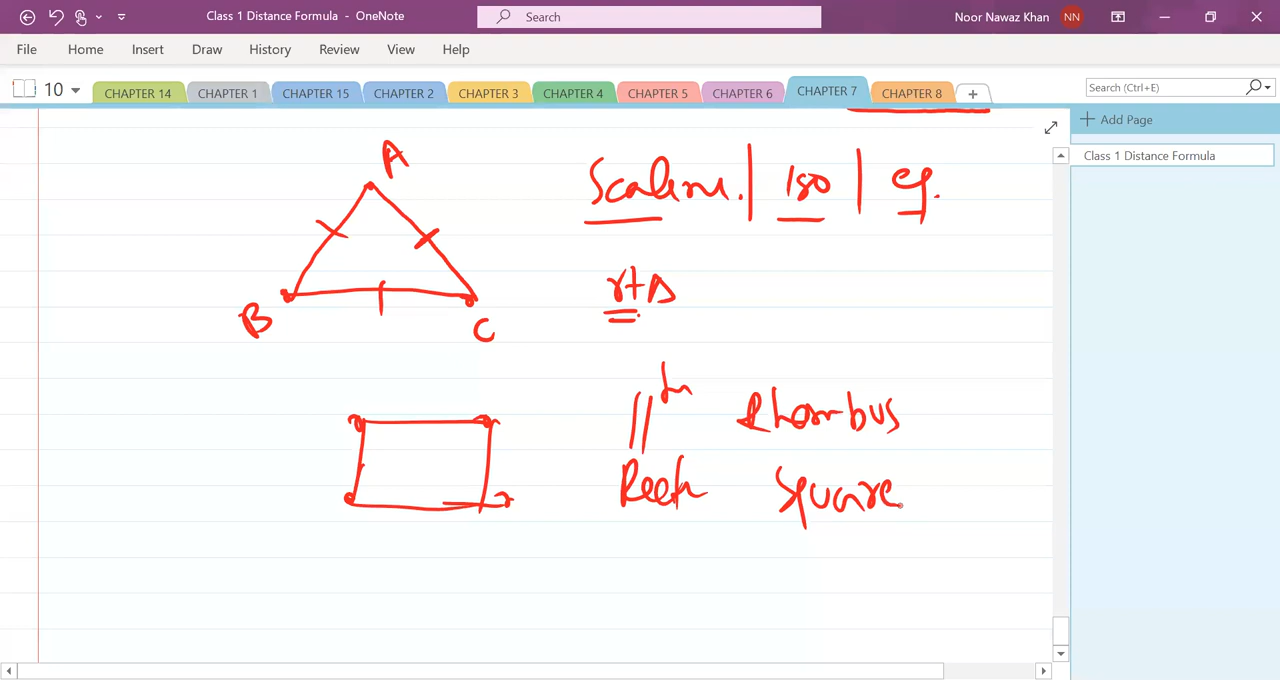 Class 1 Distance Formula - OneNote
Search
Noor Nawaz Khan NN
File Home Insert Draw History Review View Help
10 CHAPTER 14 CHAPTER 1 CHAPTER 15 CHAPTER 2 CHAPTER 3 CHAPTER 4 CHAPTER 5 CHAPTER 6 CHAPTER 7 CHAPTER 8 +
Search (Ctrl+E)
Add Page
Class 1 Distance Formula
A
Scalene. | Iso | eq.
B
C
rt Δ
||m Rhombus
Rect Square